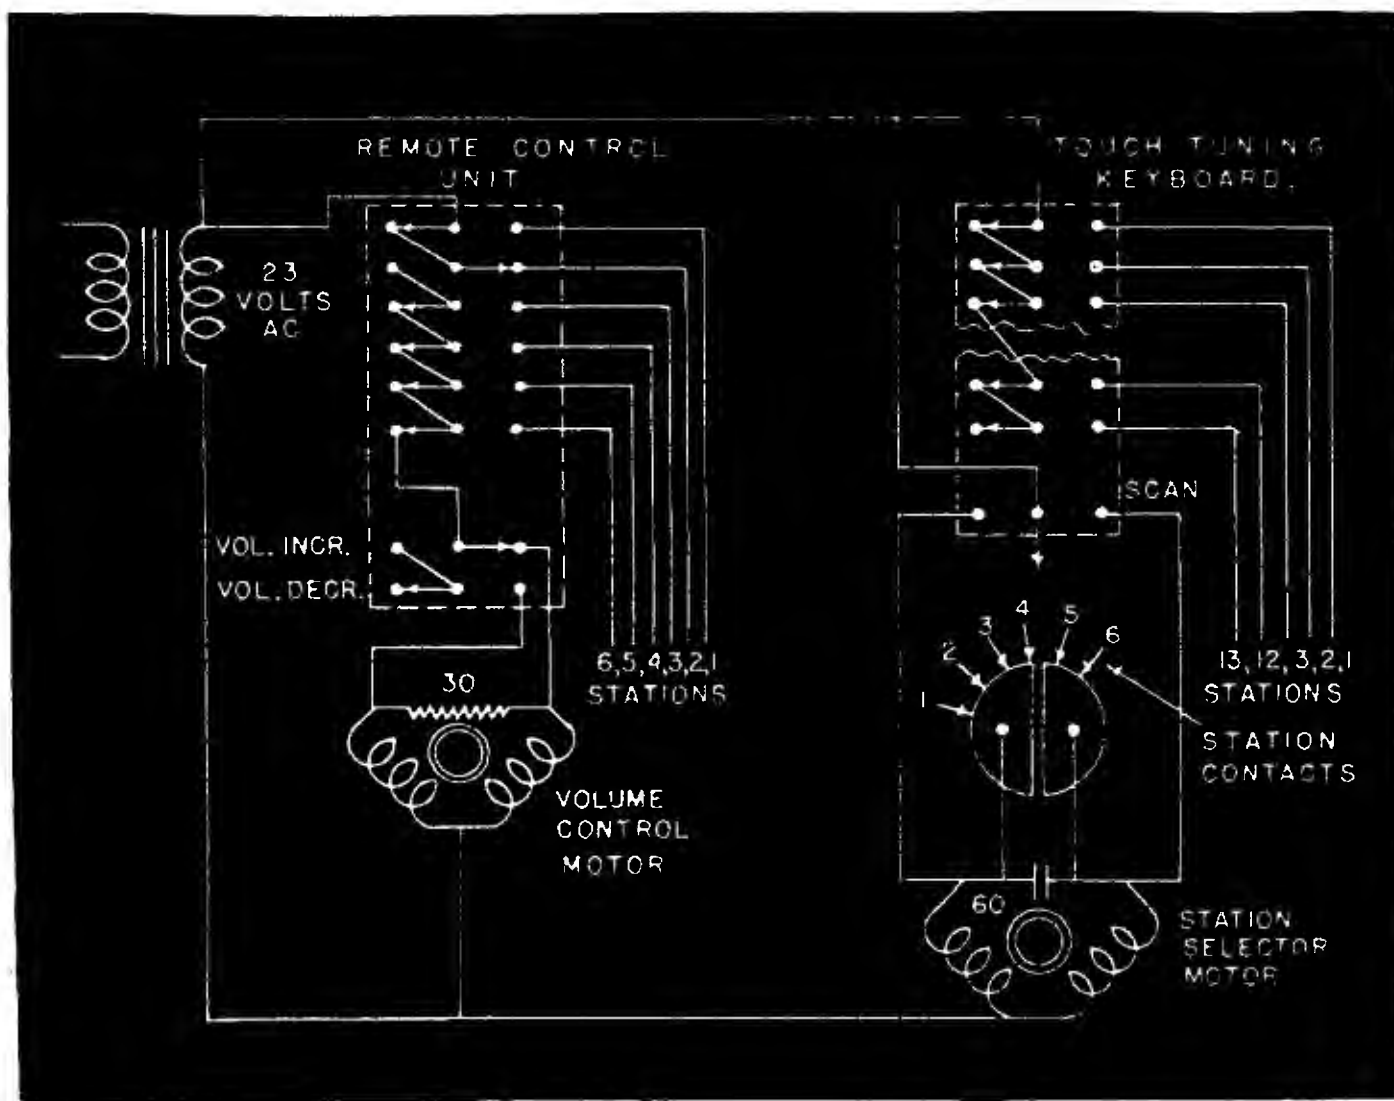 REMOTE CONTROL
UNIT
TOUCH TUNING
KEYBOARD.
23
VOLTS
AC
SCAN
VOL. INCR.
VOL. DECR.
6,5,4,3,2,1
STATIONS
13,12,3,2,1
STATIONS
1
2
3
4
5
6
STATION
CONTACTS
30
VOLUME
CONTROL
MOTOR
60
STATION
SELECTOR
MOTOR